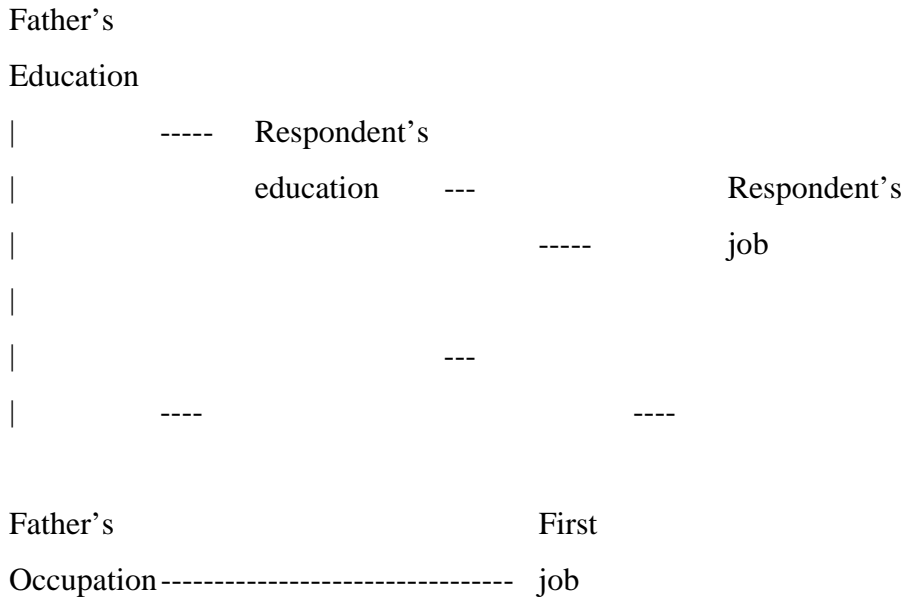 Father’s
Education
| ----- Respondent’s
| education --- Respondent’s
| ----- job
|
| ---
| ---- ----
Father’s First
Occupation -------------------------------- job